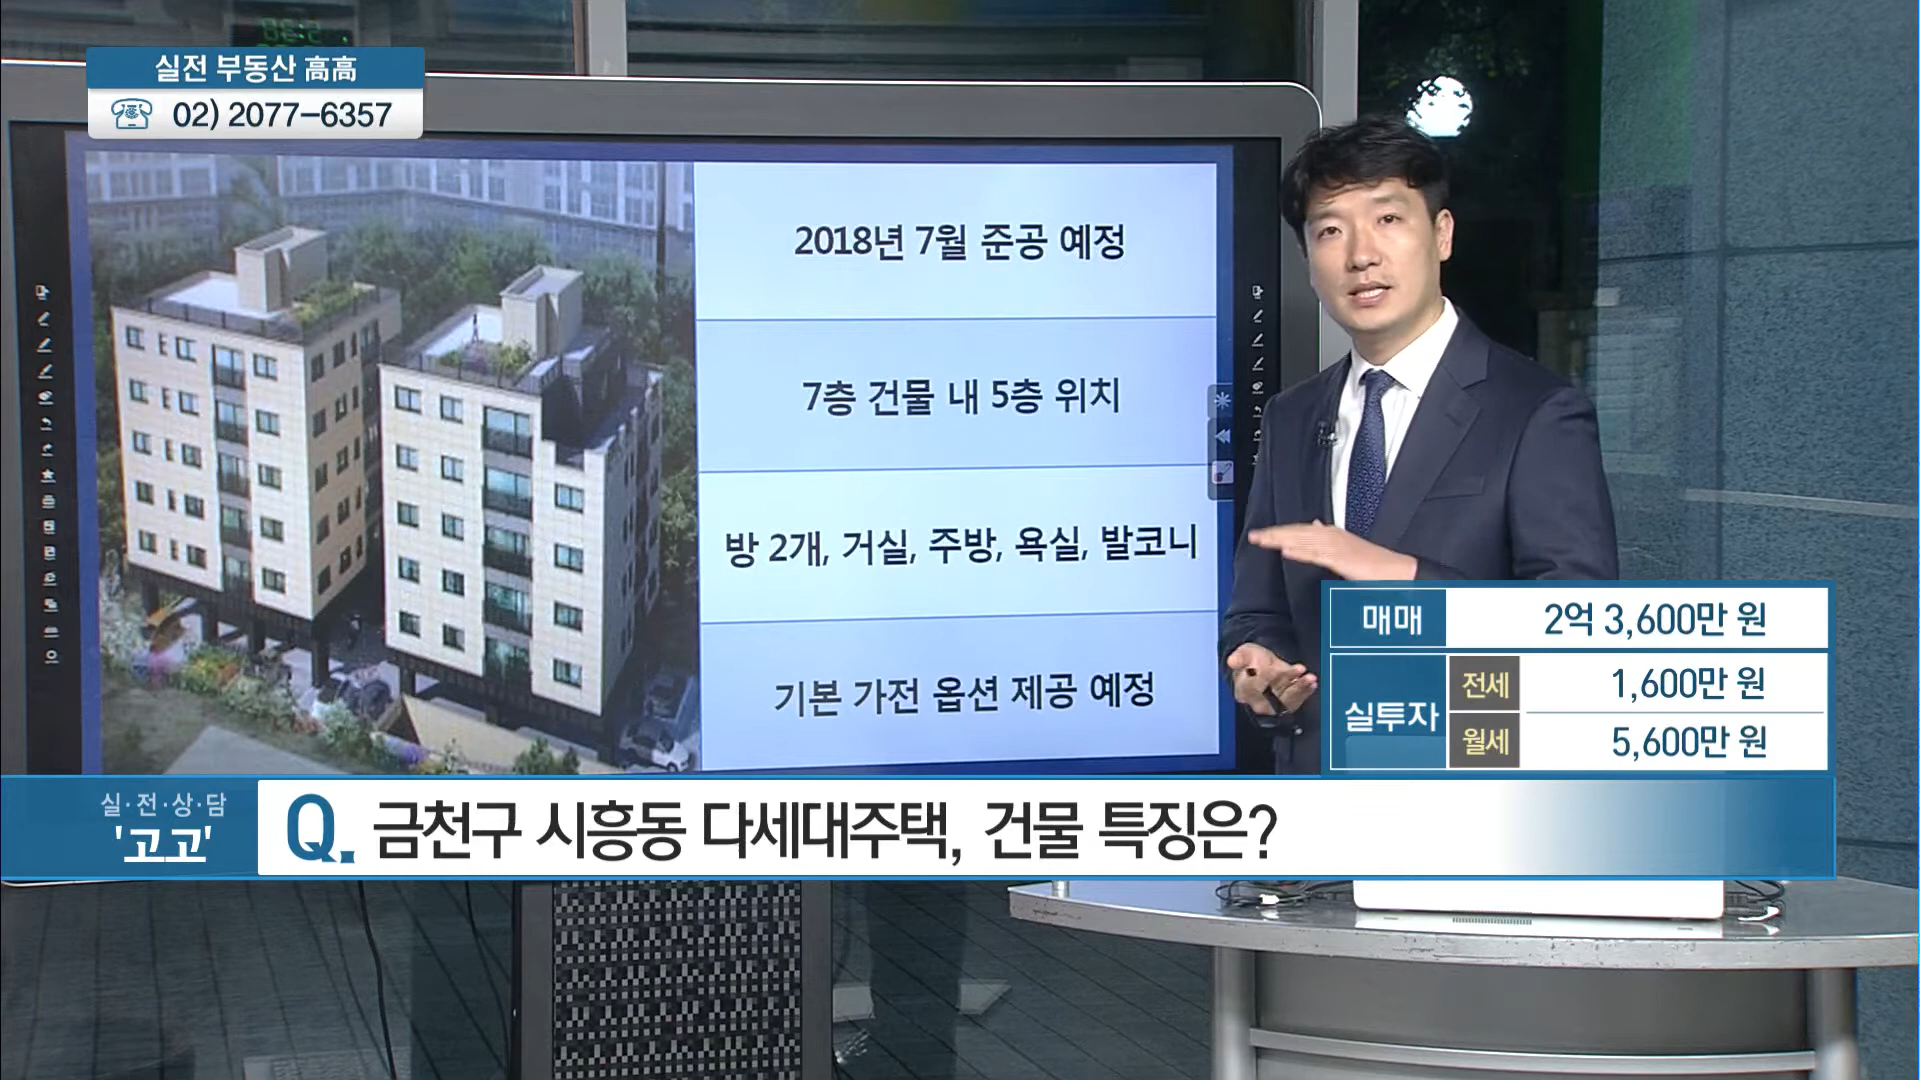 실전 부동산 高高
02) 2077-6357
2018년 7월 준공 예정
7층 건물 내 5층 위치
방 2개, 거실, 주방, 욕실, 발코니
기본 가전 옵션 제공 예정
매매 2억 3,600만 원
실투자
전세 1,600만 원
월세 5,600만 원
실·전·상·담
'고고'
Q. 금천구 시흥동 다세대주택, 건물 특징은?